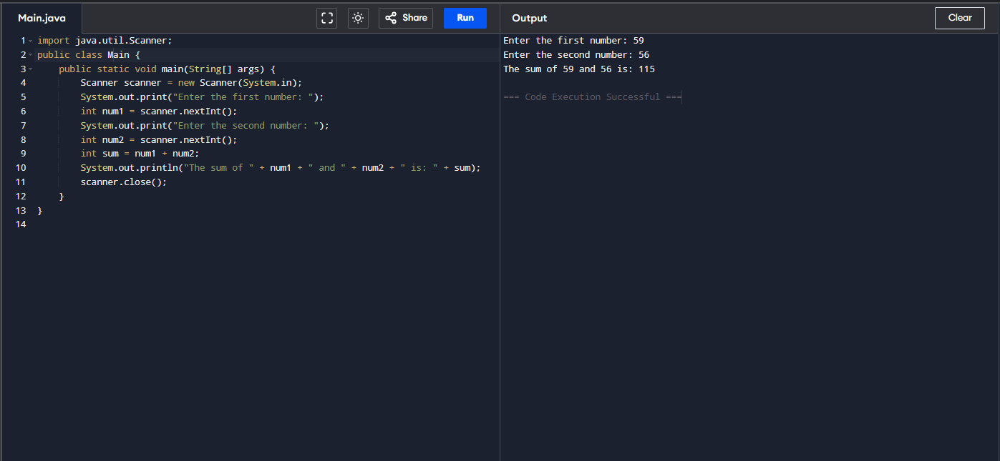 Main.java
Share
Run
Output
Clear
1 import java.util.Scanner;
2 public class Main {
3     public static void main(String[] args) {
4         Scanner scanner = new Scanner(System.in);
5         System.out.print("Enter the first number: ");
6         int num1 = scanner.nextInt();
7         System.out.print("Enter the second number: ");
8         int num2 = scanner.nextInt();
9         int sum = num1 + num2;
10         System.out.println("The sum of " + num1 + " and " + num2 + " is: " + sum);
11         scanner.close();
12     }
13 }
14
Enter the first number: 59
Enter the second number: 56
The sum of 59 and 56 is: 115
=== Code Execution Successful ===